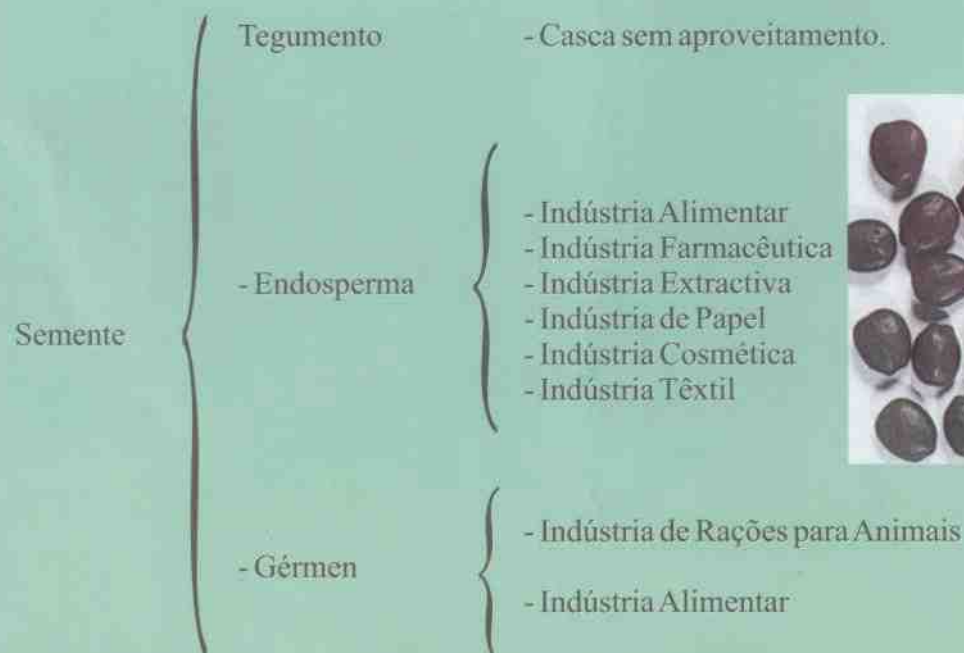 Tegumento - Casca sem aproveitamento.
- Indústria Alimentar
- Indústria Farmacêutica
- Endosperma - Indústria Extractiva
- Indústria de Papel
Semente
- Indústria Cosmética
- Indústria Têxtil
- Indústria de Rações para Animais
- Gérmen
- Indústria Alimentar